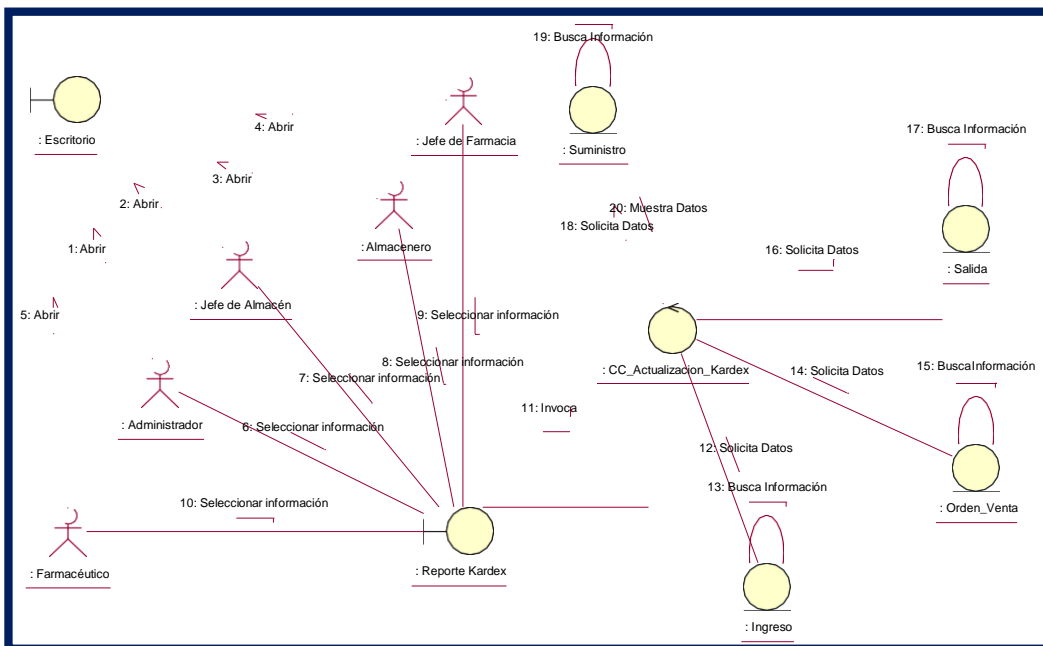 19: Busca Información
4: Abrir
: Escritorio
: Jefe de Farmacia
: Suministro
17: Busca Información
3: Abrir
2: Abrir
20: Muestra Datos
18: Solicita Datos
1: Abrir
: Almacenero
16: Solicita Datos
: Salida
: Jefe de Almacén
5: Abrir
9: Seleccionar información
8: Seleccionar información
: CC_Actualizacion_Kardex
15: BuscaInformación
14: Solicita Datos
7: Seleccionar información
11: Invoca
: Administrador
6: Seleccionar información
12: Solicita Datos
13: Busca Información
10: Seleccionar información
: Orden_Venta
: Farmacéutico
: Reporte Kardex
: Ingreso